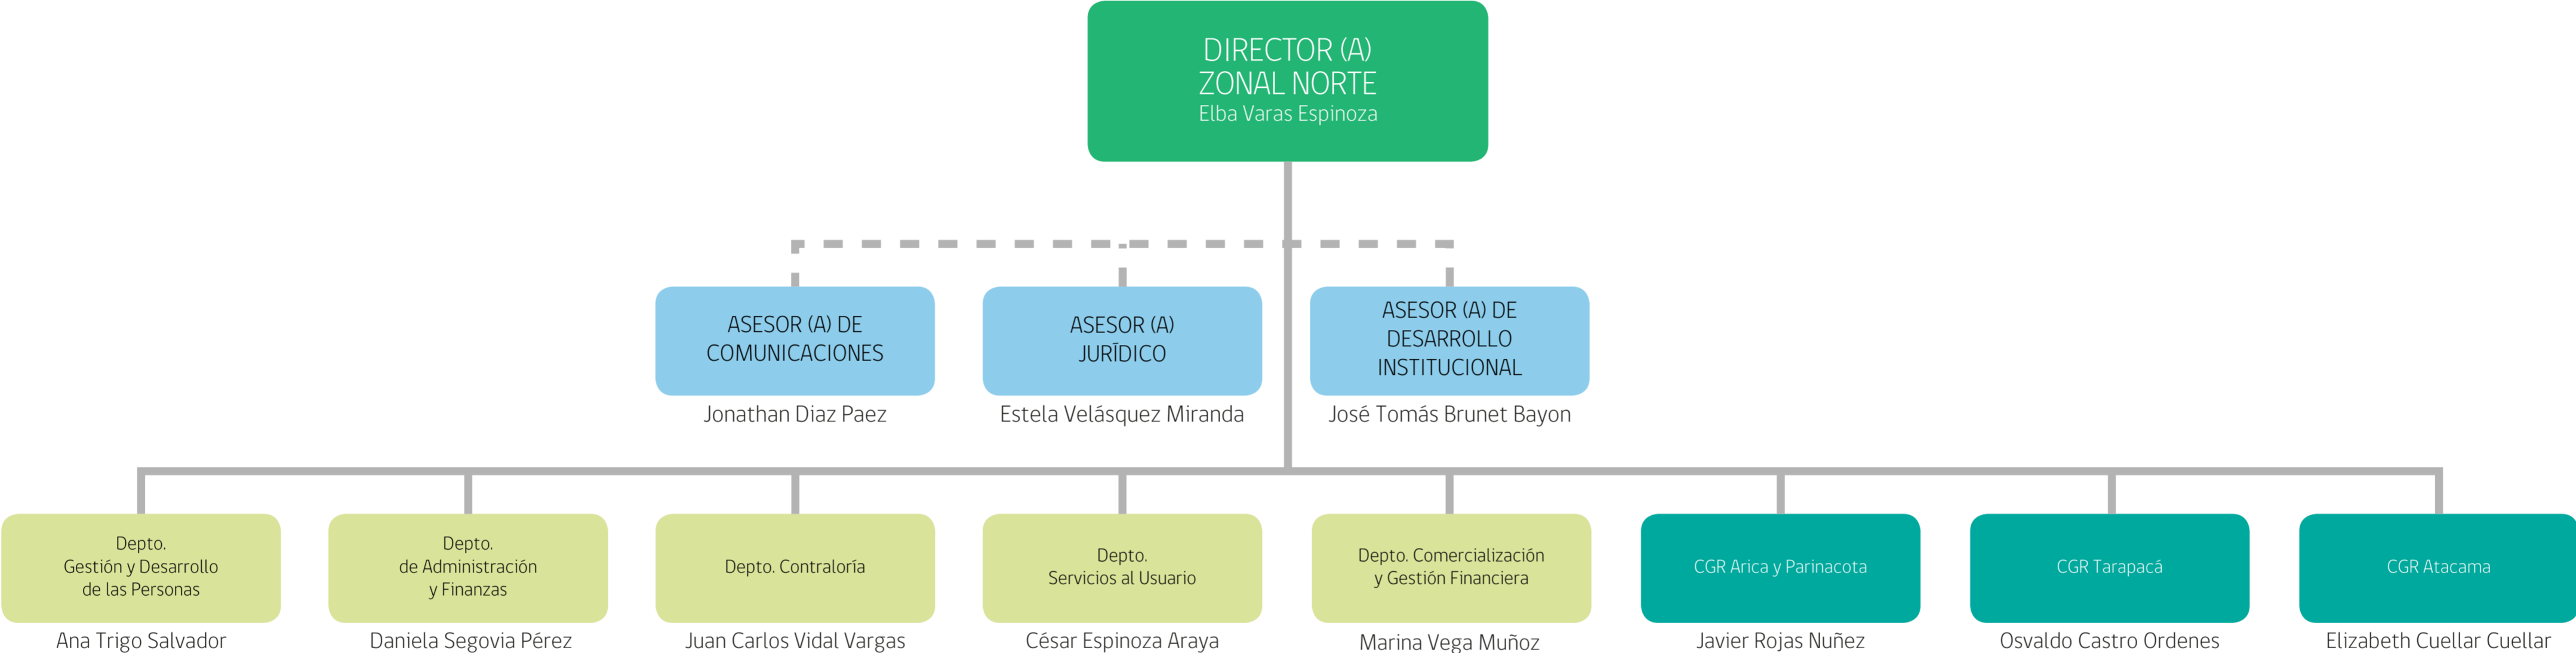 DIRECTOR (A)
ZONAL NORTE
Elba Varas Espinoza
ASESOR (A) DE
COMUNICACIONES
Jonathan Diaz Paez
ASESOR (A)
JURÍDICO
Estela Velásquez Miranda
ASESOR (A) DE
DESARROLLO
INSTITUCIONAL
José Tomás Brunet Bayon
Depto.
Gestión y Desarrollo
de las Personas
Ana Trigo Salvador
Depto.
de Administración
y Finanzas
Daniela Segovia Pérez
Depto. Contraloría
Juan Carlos Vidal Vargas
Depto.
Servicios al Usuario
César Espinoza Araya
Depto. Comercialización
y Gestión Financiera
Marina Vega Muñoz
CGR Arica y Parinacota
Javier Rojas Nuñez
CGR Tarapacá
Osvaldo Castro Ordenes
CGR Atacama
Elizabeth Cuellar Cuellar